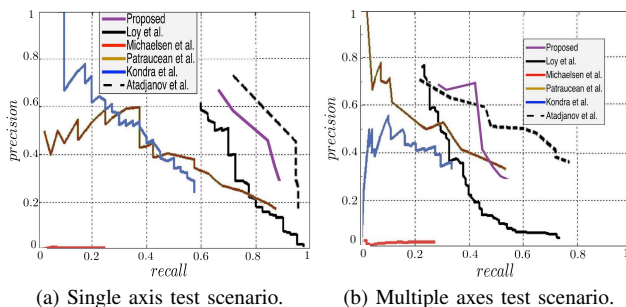 1
0.8
0.6
0.4
0.2
0
precision
Proposed
Loy et al.
Michaelsen et al.
Patraucean et al.
Kondra et al.
Atadjanov et al.
0 0.2 0.4 0.6 0.8 1
recall
(a) Single axis test scenario.
1
0.8
0.6
0.4
0.2
0
precision
Proposed
Loy et al.
Michaelsen et al.
Patraucean et al.
Kondra et al.
Atadjanov et al.
0 0.2 0.4 0.6 0.8 1
recall
(b) Multiple axes test scenario.